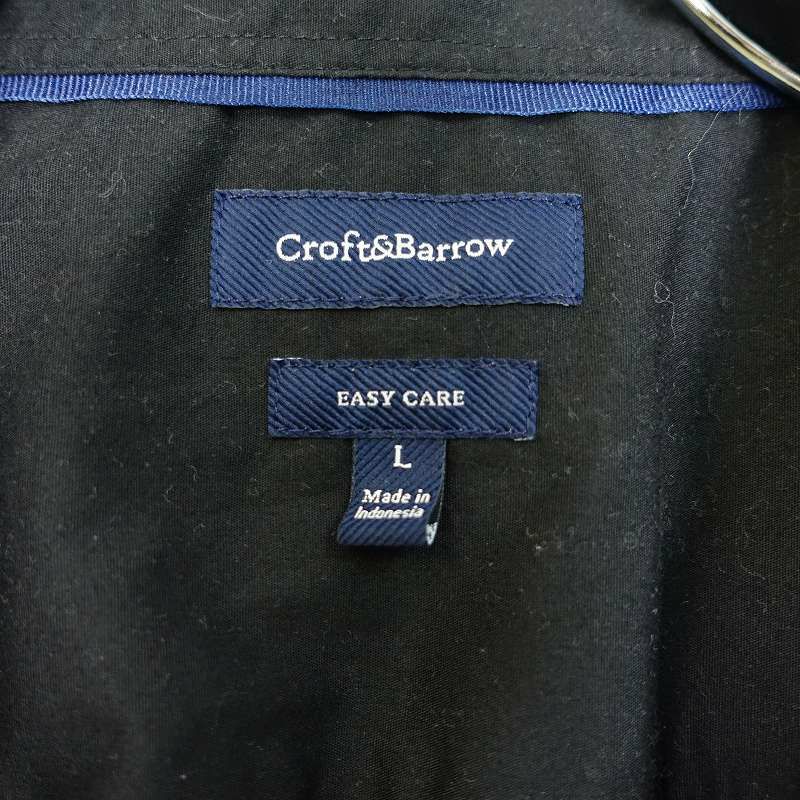 Croft&Barrow
EASY CARE
L
Made in
Indonesia